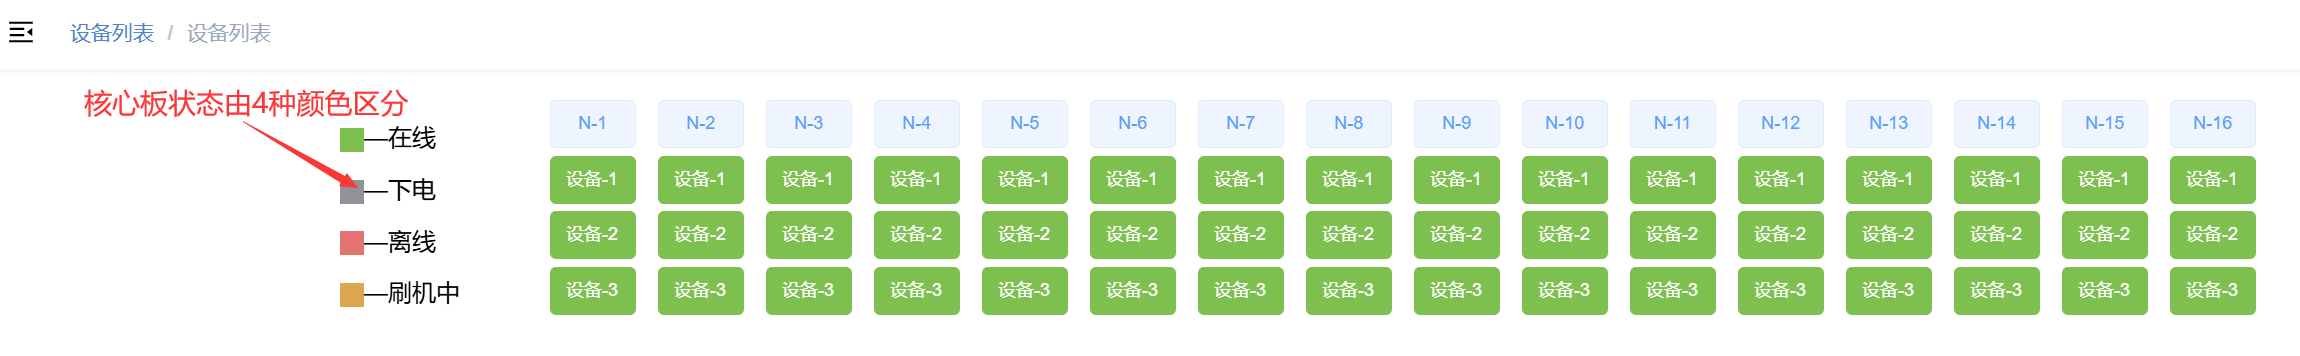 设备列表 / 设备列表
核心板状态由4种颜色区分
—在线
—下电
—离线
—刷机中
N-1 N-2 N-3 N-4 N-5 N-6 N-7 N-8 N-9 N-10 N-11 N-12 N-13 N-14 N-15 N-16
设备-1 设备-1 设备-1 设备-1 设备-1 设备-1 设备-1 设备-1 设备-1 设备-1 设备-1 设备-1 设备-1 设备-1 设备-1 设备-1
设备-2 设备-2 设备-2 设备-2 设备-2 设备-2 设备-2 设备-2 设备-2 设备-2 设备-2 设备-2 设备-2 设备-2 设备-2 设备-2
设备-3 设备-3 设备-3 设备-3 设备-3 设备-3 设备-3 设备-3 设备-3 设备-3 设备-3 设备-3 设备-3 设备-3 设备-3 设备-3